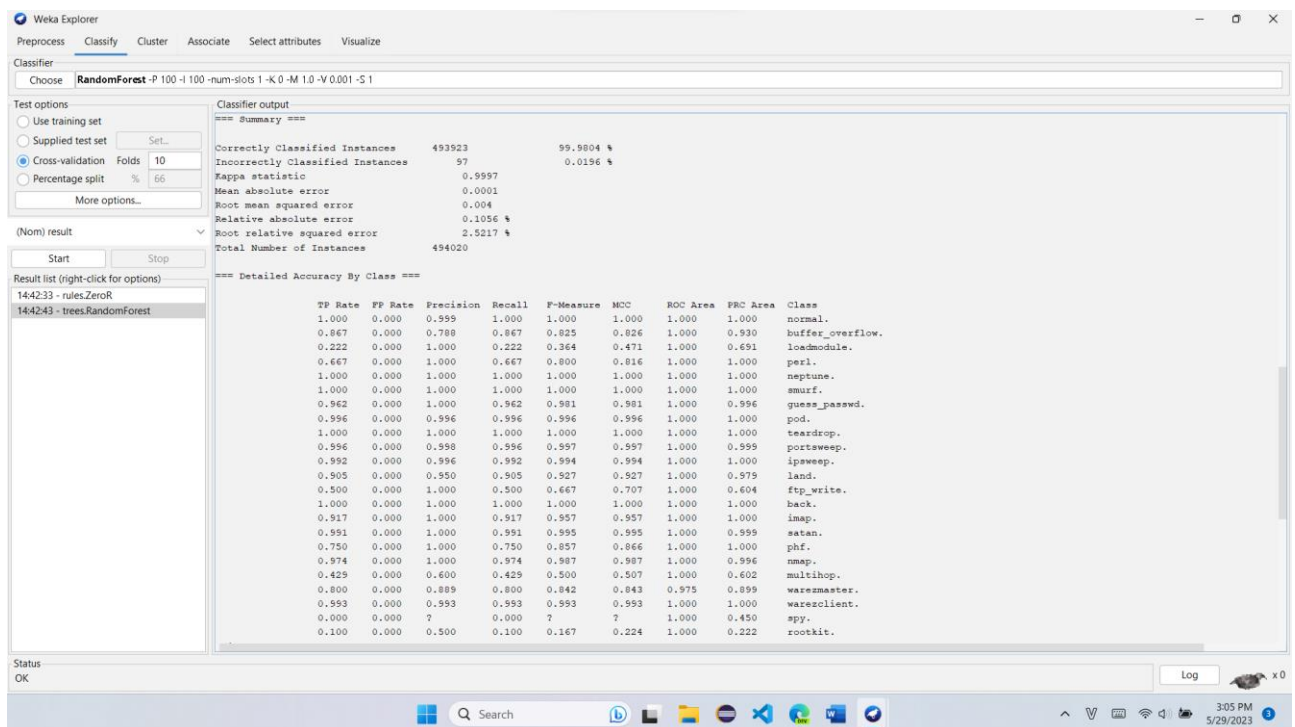 Weka Explorer
Preprocess Classify Cluster Associate Select attributes Visualize
Classifier
Choose RandomForest -P 100 -I 100 -num-slots 1 -K 0 -M 1.0 -V 0.001 -S 1
Test options
Use training set
Supplied test set Set...
Cross-validation Folds 10
Percentage split % 66
More options...
(Nom) result
Start Stop
Result list (right-click for options)
14:42:33 - rules.ZeroR
14:42:43 - trees.RandomForest
Classifier output
=== Summary ===
Correctly Classified Instances 493923 99.9804 %
Incorrectly Classified Instances 97 0.0196 %
Kappa statistic 0.9997
Mean absolute error 0.0001
Root mean squared error 0.004
Relative absolute error 0.1056 %
Root relative squared error 2.5217 %
Total Number of Instances 494020
=== Detailed Accuracy By Class ===
TP Rate FP Rate Precision Recall F-Measure MCC ROC Area PRC Area Class
1.000 0.000 0.999 1.000 1.000 1.000 1.000 1.000 normal.
0.867 0.000 0.788 0.867 0.825 0.826 1.000 0.930 buffer_overflow.
0.222 0.000 1.000 0.222 0.364 0.471 1.000 0.691 loadmodule.
0.667 0.000 1.000 0.667 0.800 0.816 1.000 1.000 perl.
1.000 0.000 1.000 1.000 1.000 1.000 1.000 1.000 neptune.
1.000 0.000 1.000 1.000 1.000 1.000 1.000 1.000 smurf.
0.962 0.000 1.000 0.962 0.981 0.981 1.000 0.996 guess_passwd.
0.996 0.000 0.996 0.996 0.996 0.996 1.000 1.000 pod.
1.000 0.000 1.000 1.000 1.000 1.000 1.000 1.000 teardrop.
0.996 0.000 0.998 0.996 0.997 0.997 1.000 0.999 portsweep.
0.992 0.000 0.996 0.992 0.994 0.994 1.000 1.000 ipsweep.
0.905 0.000 0.950 0.905 0.927 0.927 1.000 0.979 land.
0.500 0.000 1.000 0.500 0.667 0.707 1.000 0.604 ftp_write.
1.000 0.000 1.000 1.000 1.000 1.000 1.000 1.000 back.
0.917 0.000 1.000 0.917 0.957 0.957 1.000 1.000 imap.
0.991 0.000 1.000 0.991 0.995 0.995 1.000 0.999 satan.
0.750 0.000 1.000 0.750 0.857 0.866 1.000 1.000 phf.
0.974 0.000 1.000 0.974 0.987 0.987 1.000 0.996 nmap.
0.429 0.000 0.600 0.429 0.500 0.507 1.000 0.602 multihop.
0.800 0.000 0.889 0.800 0.842 0.843 0.975 0.899 warezmaster.
0.993 0.000 0.993 0.993 0.993 0.993 1.000 1.000 warezclient.
0.000 0.000 ? 0.000 ? ? 1.000 0.450 spy.
0.100 0.000 0.500 0.100 0.167 0.224 1.000 0.222 rootkit.
Status
OK
Log x 0
Search
3:05 PM
5/29/2023
3